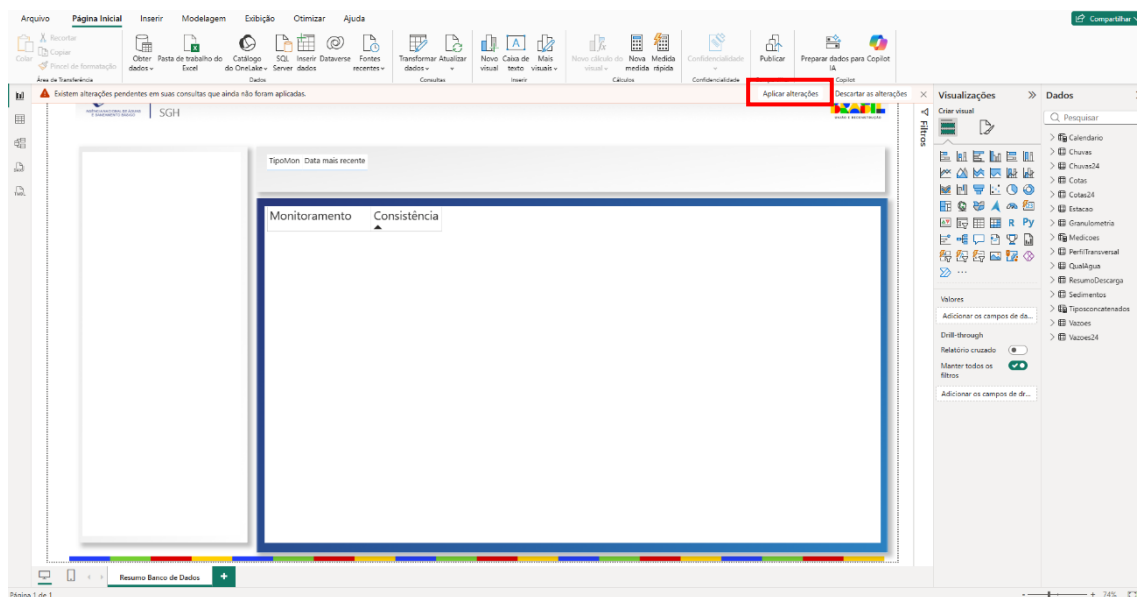 Arquivo Página Inicial Inserir Modelagem Exibição Otimizar Ajuda
Compartilhar
Colar
Recortar
Copiar
Pincel de formatação
Área de Transferência
Obter dados
Pasta de trabalho do Excel
Catálogo do OneLake
SQL Server
Inserir dados
Dataverse
Fontes recentes
Dados
Transformar dados
Atualizar
Consultas
Novo visual
Caixa de texto
Mais visuais
Inserir
Novo cálculo do visual
Nova medida
Medida rápida
Cálculos
Confidencialidade
Confidencialidade
Publicar
Preparar dados para IA
Copilot
Copilot
Existem alterações pendentes em suas consultas que ainda não foram aplicadas.
Aplicar alterações
Descartar as alterações
SGH
TipoMon Data mais recente
Monitoramento Consistência
Filtros
Visualizações
Criar visual
R Py
Valores
Adicionar os campos de da...
Drill-through
Relatório cruzado
Manter todos os filtros
Adicionar os campos de dr...
Dados
Pesquisar
Calendario
Chuvas
Chuvas24
Cotas
Cotas24
Estacao
Granulometria
Medicoes
PerfilTransversal
QualAgua
ResumoDescarga
Sedimentos
Tiposconcatenados
Vazoes
Vazoes24
Resumo Banco de Dados
Página 1 de 1
74%